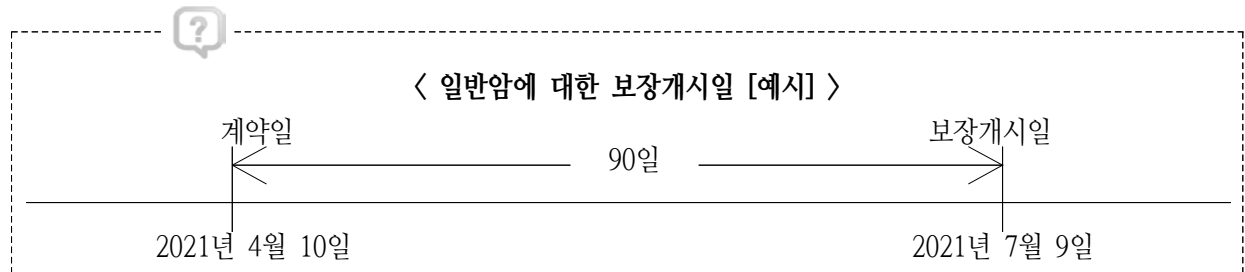 ?
〈 일반암에 대한 보장개시일 [예시] 〉
계약일 보장개시일
90일
2021년 4월 10일 2021년 7월 9일